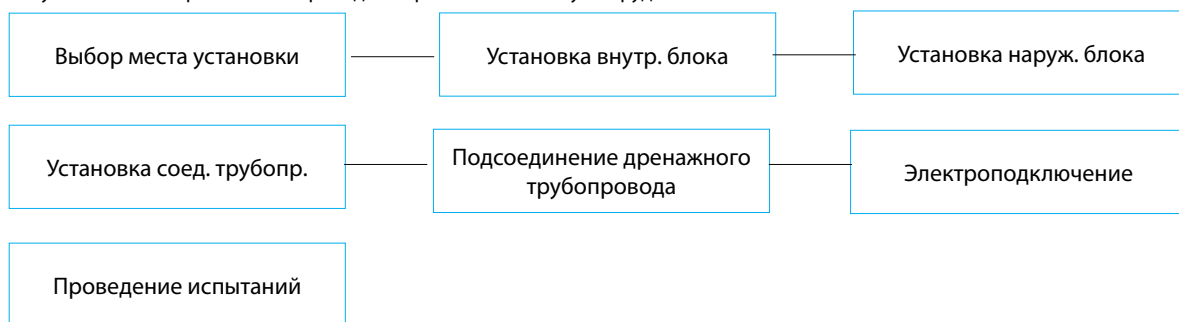 Выбор места установки
Установка внутр. блока
Установка наруж. блока
Установка соед. трубопр.
Подсоединение дренажного
трубопровода
Электроподключение
Проведение испытаний